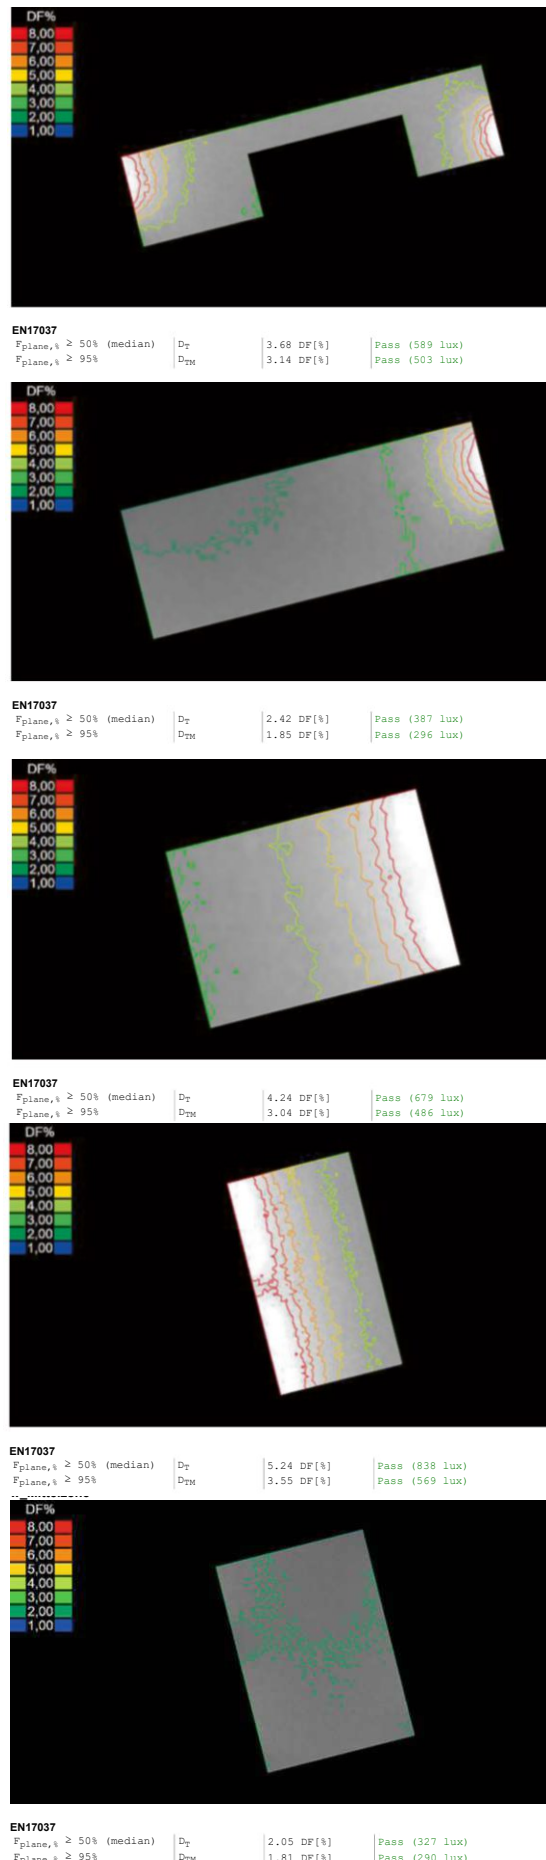 DF%
8,00
7,00
6,00
5,00
4,00
3,00
2,00
1,00
EN17037
Fplane,% ≥ 50% (median) DT 3.68 DF[%] Pass (589 lux)
Fplane,% ≥ 95% DTM 3.14 DF[%] Pass (503 lux)
DF%
8,00
7,00
6,00
5,00
4,00
3,00
2,00
1,00
EN17037
Fplane,% ≥ 50% (median) DT 2.42 DF[%] Pass (387 lux)
Fplane,% ≥ 95% DTM 1.85 DF[%] Pass (296 lux)
DF%
8,00
7,00
6,00
5,00
4,00
3,00
2,00
1,00
EN17037
Fplane,% ≥ 50% (median) DT 4.24 DF[%] Pass (679 lux)
Fplane,% ≥ 95% DTM 3.04 DF[%] Pass (486 lux)
DF%
8,00
7,00
6,00
5,00
4,00
3,00
2,00
1,00
EN17037
Fplane,% ≥ 50% (median) DT 5.24 DF[%] Pass (838 lux)
Fplane,% ≥ 95% DTM 3.55 DF[%] Pass (569 lux)
DF%
8,00
7,00
6,00
5,00
4,00
3,00
2,00
1,00
EN17037
Fplane,% ≥ 50% (median) DT 2.05 DF[%] Pass (327 lux)
Fplane,% ≥ 95% DTM 1.81 DF[%] Pass (290 lux)